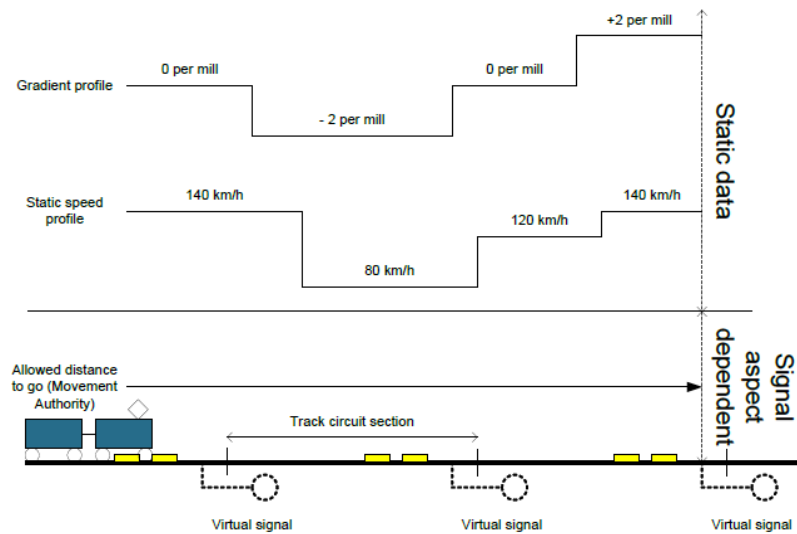 +2 per mill
0 per mill
0 per mill
Gradient profile
- 2 per mill
Static data
140 km/h
140 km/h
Static speed
profile
120 km/h
80 km/h
Signal
aspect
dependent
Allowed distance
to go (Movement
Authority)
Track circuit section
Virtual signal
Virtual signal
Virtual signal